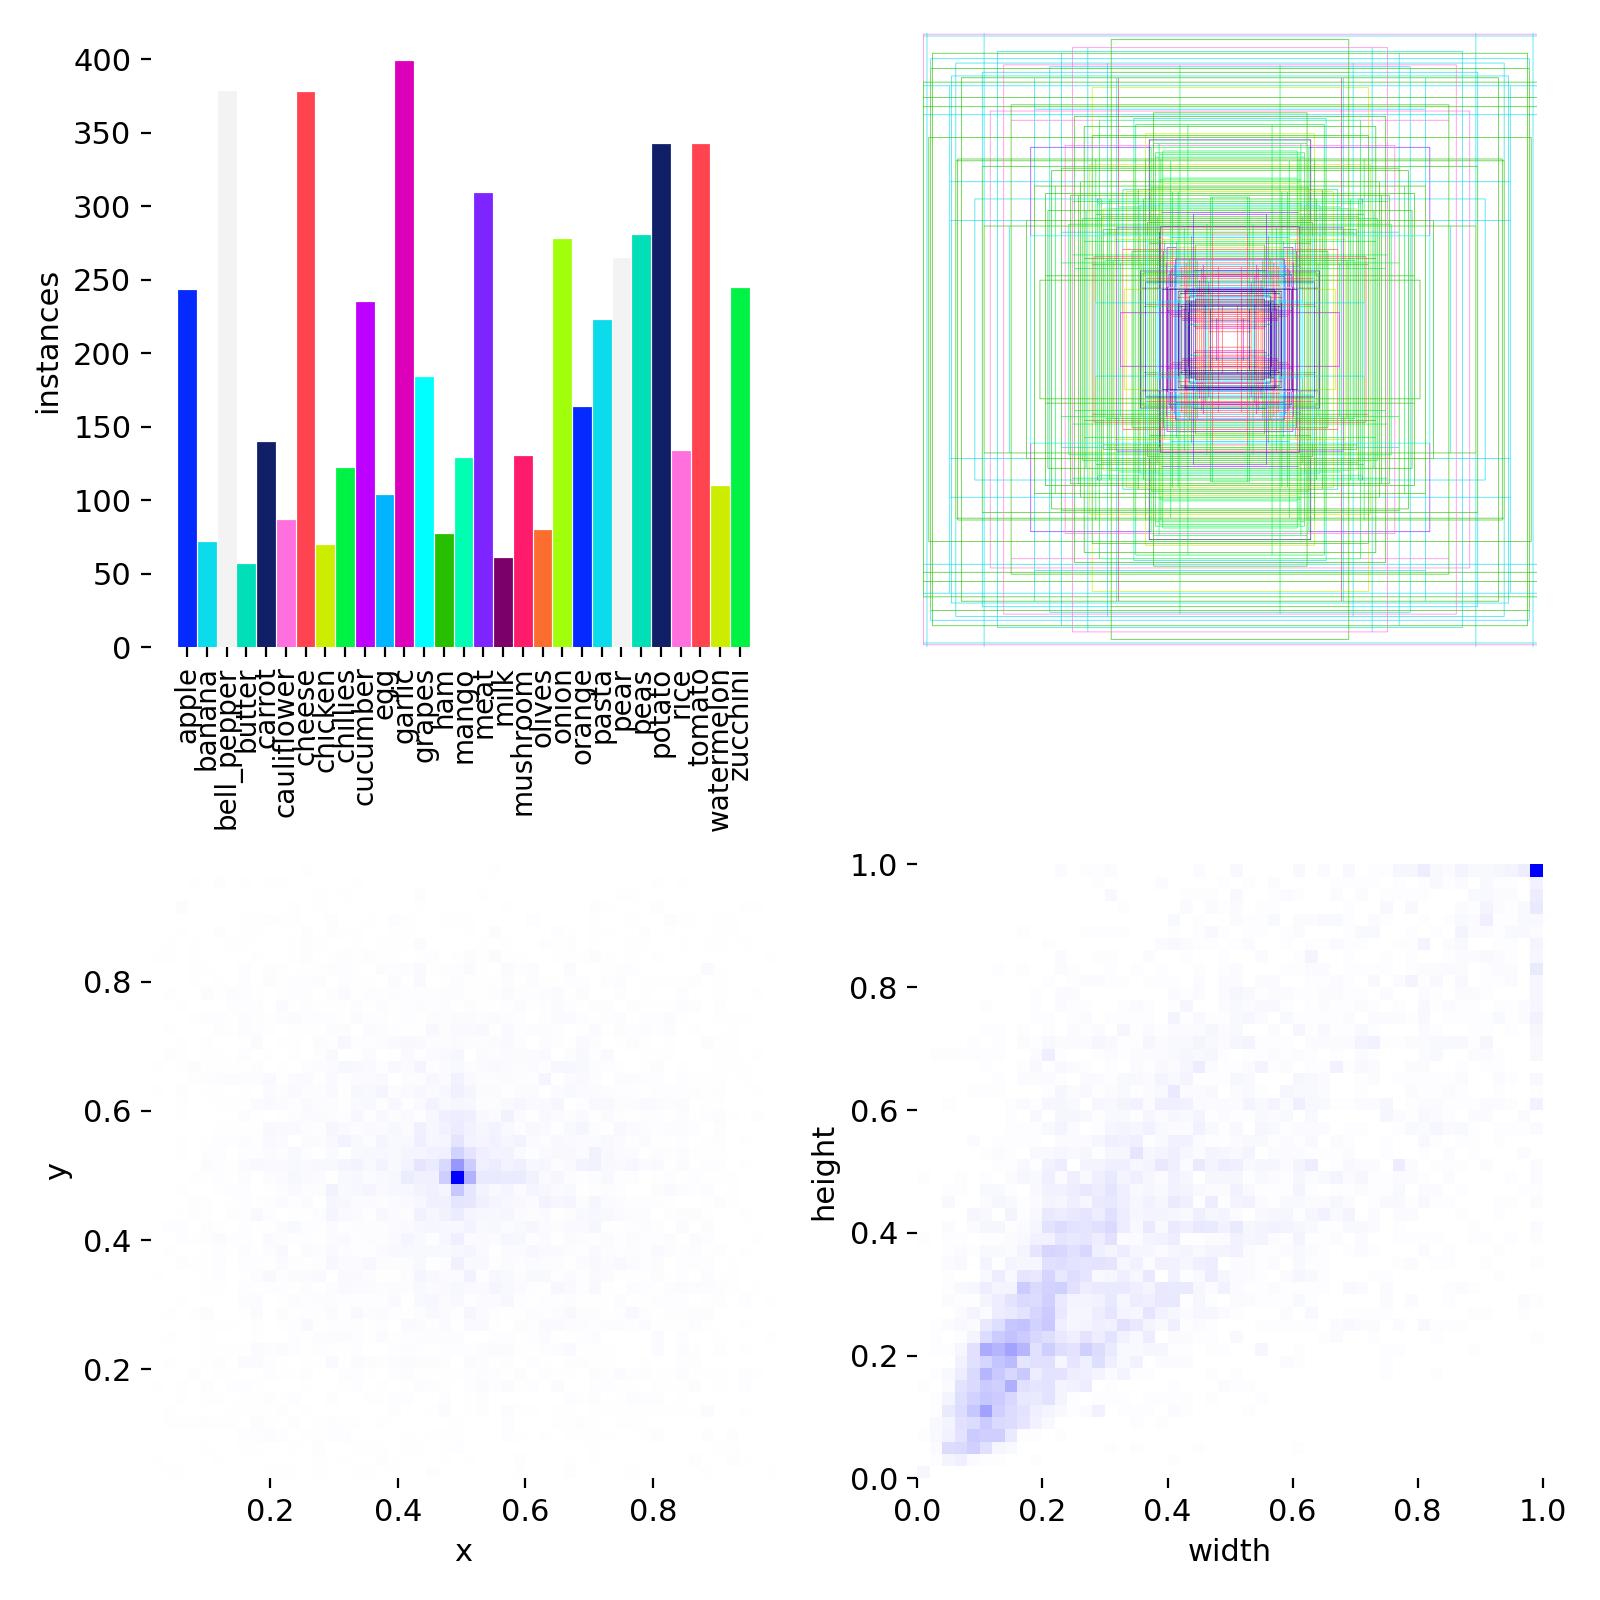 400
350
300
250
200
150
100
50
0
instances
apple
banana
bell_pepper
butter
carrot
cauliflower
cheese
chicken
chillies
cucumber
egg
garlic
grapes
ham
mango
meat
milk
mushroom
olives
onion
orange
pasta
pear
peas
potato
rice
tomato
watermelon
zucchini
0.8
0.6
0.4
0.2
y
0.2 0.4 0.6 0.8
x
1.0
0.8
0.6
0.4
0.2
0.0
height
0.0 0.2 0.4 0.6 0.8 1.0
width